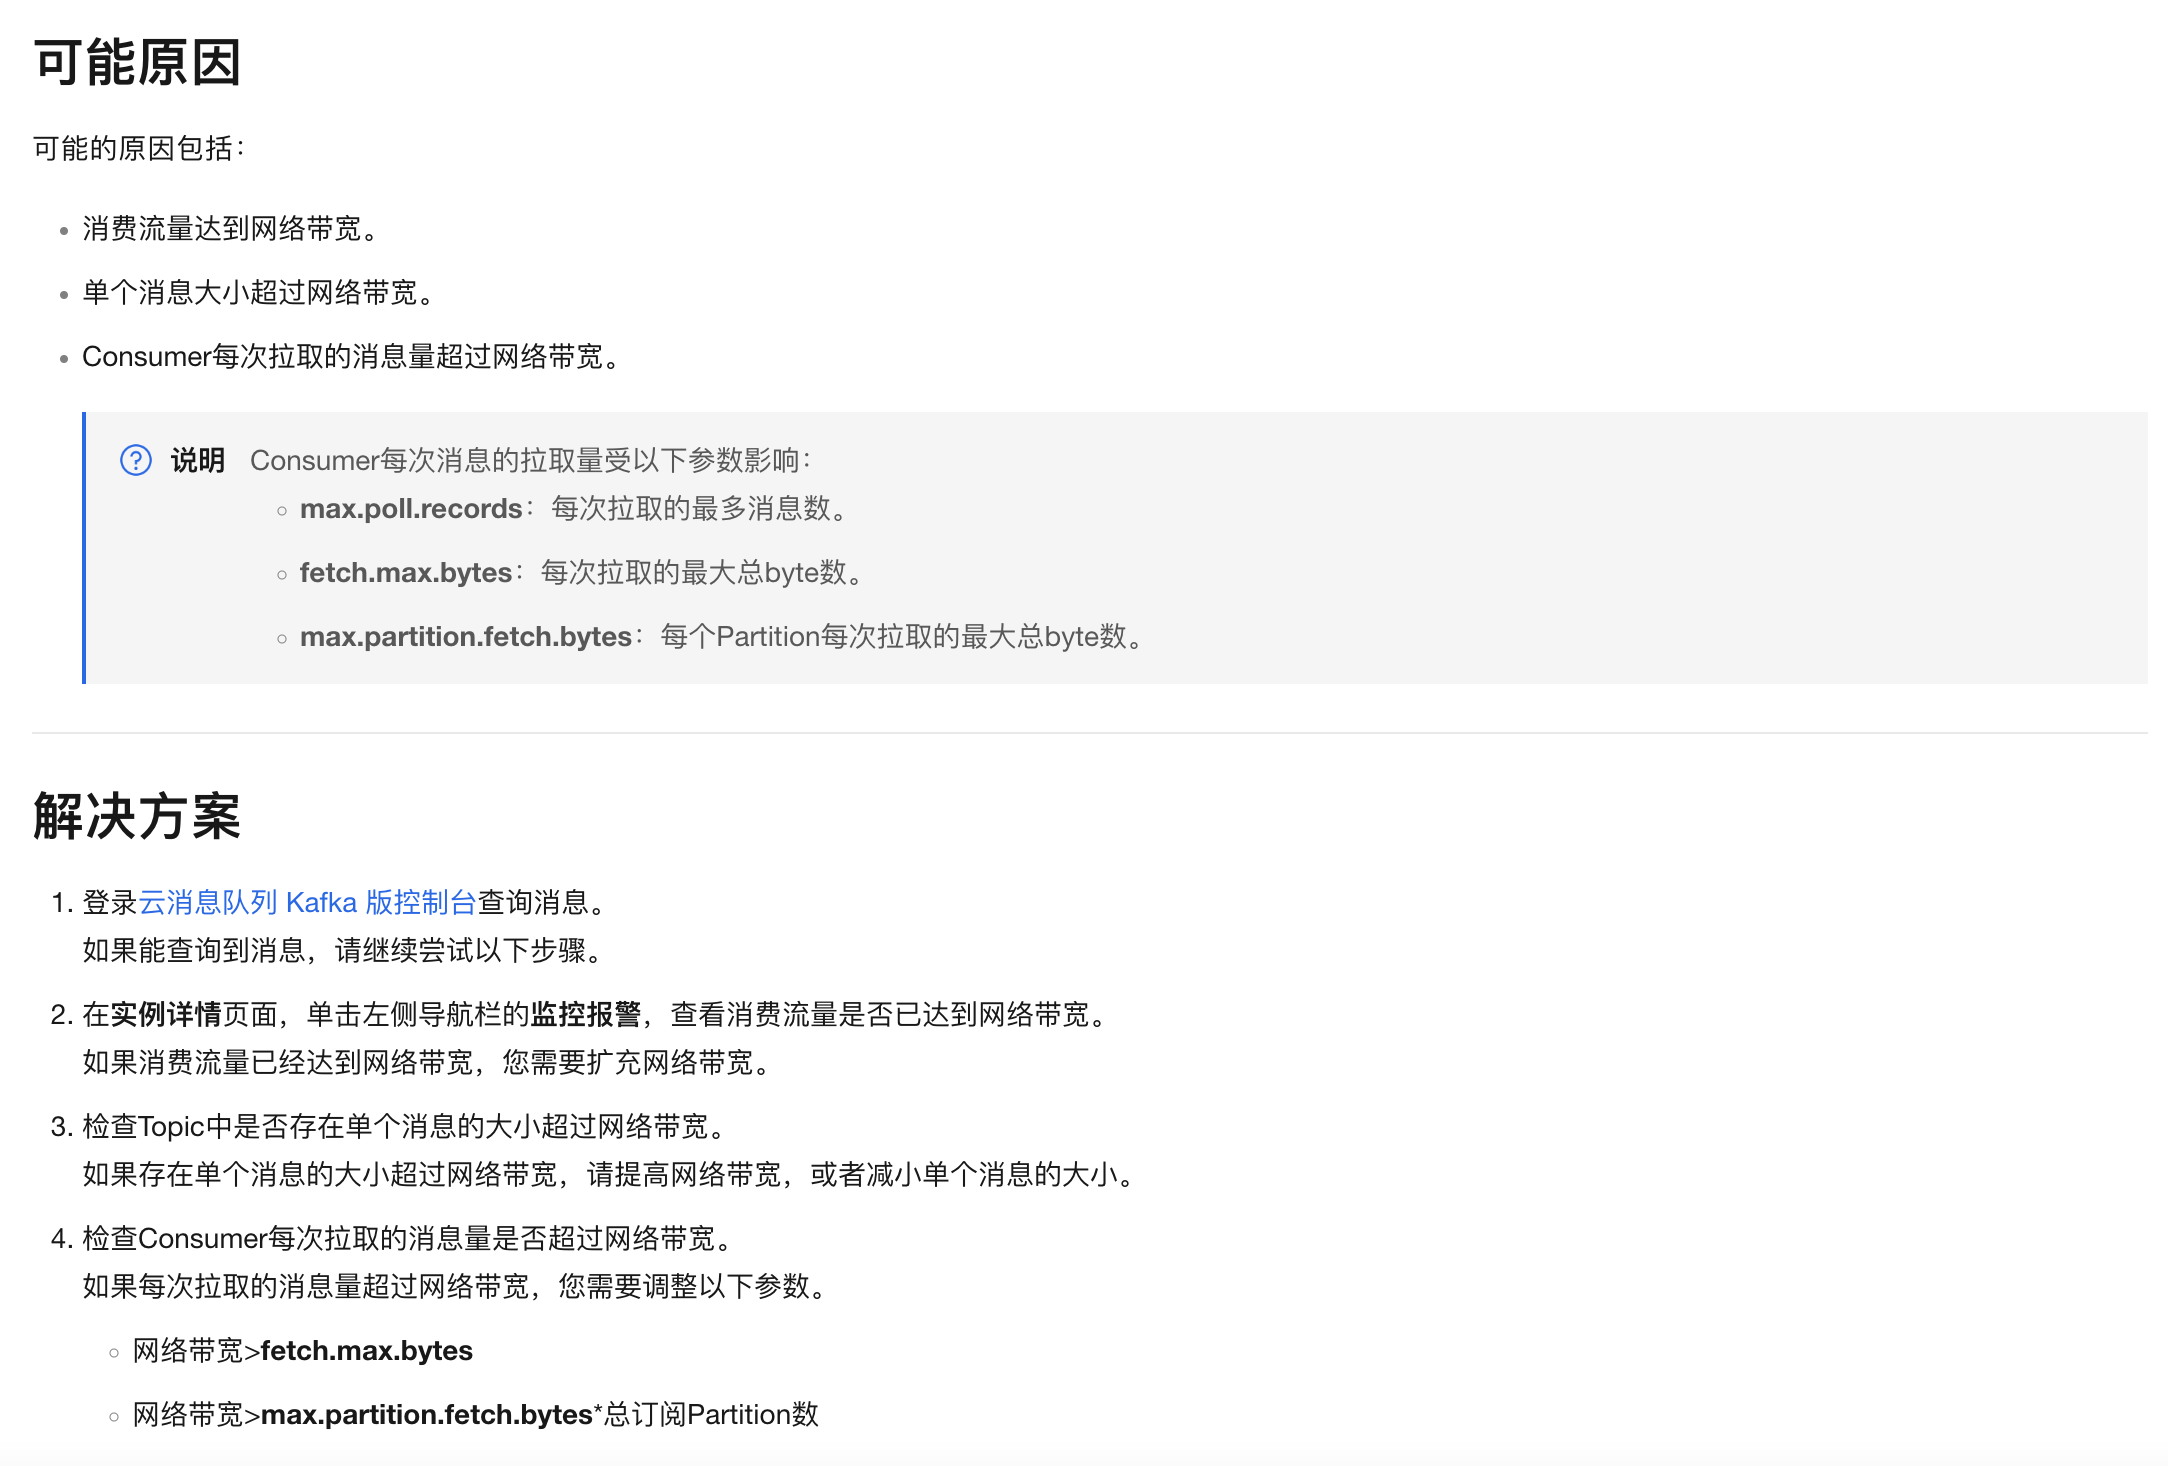 可能原因
可能的原因包括：
消费流量达到网络带宽。
单个消息大小超过网络带宽。
Consumer每次拉取的消息量超过网络带宽。
说明 Consumer每次消息的拉取量受以下参数影响：
max.poll.records：每次拉取的最多消息数。
fetch.max.bytes：每次拉取的最大总byte数。
max.partition.fetch.bytes：每个Partition每次拉取的最大总byte数。
解决方案
1. 登录云消息队列 Kafka 版控制台查询消息。
如果能查询到消息，请继续尝试以下步骤。
2. 在实例详情页面，单击左侧导航栏的监控报警，查看消费流量是否已达到网络带宽。
如果消费流量已经达到网络带宽，您需要扩充网络带宽。
3. 检查Topic中是否存在单个消息的大小超过网络带宽。
如果存在单个消息的大小超过网络带宽，请提高网络带宽，或者减小单个消息的大小。
4. 检查Consumer每次拉取的消息量是否超过网络带宽。
如果每次拉取的消息量超过网络带宽，您需要调整以下参数。
网络带宽>fetch.max.bytes
网络带宽>max.partition.fetch.bytes*总订阅Partition数